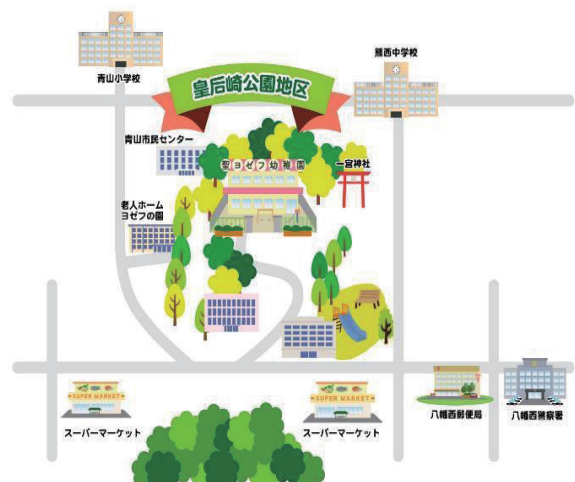 青山小学校
熊西中学校
皇后崎公園地区
青山市民センター
聖ヨゼフ幼稚園
一宮神社
老人ホーム
ヨゼフの園
SUPER MARKET
スーパーマーケット
SUPER MARKET
スーパーマーケット
八幡西郵便局
八幡西警察署